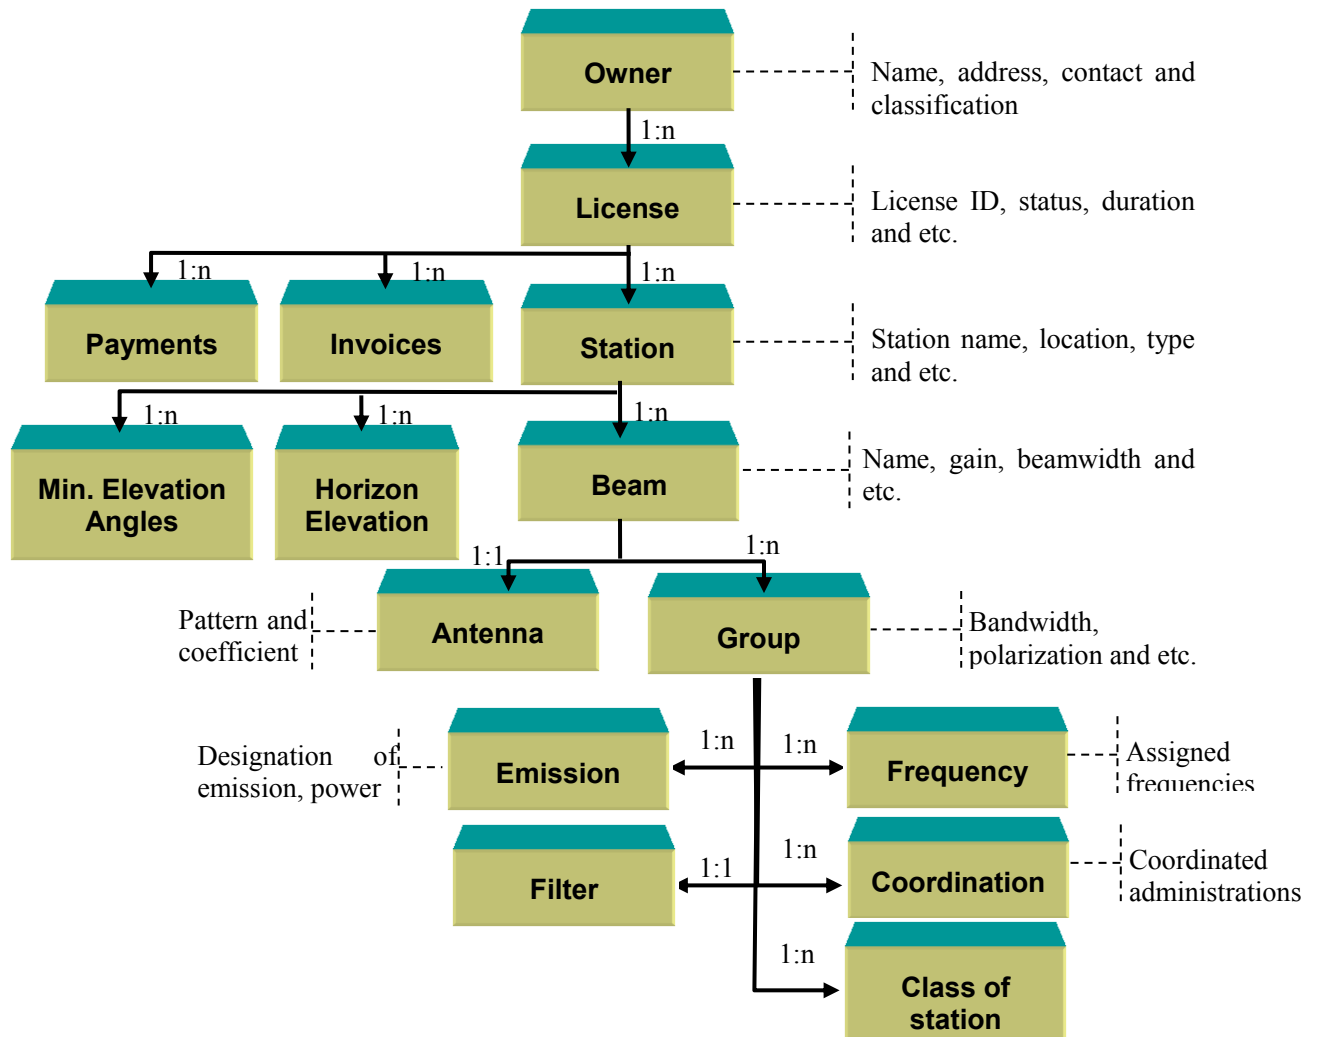 Owner
Name, address, contact and
classification
1:n
License
License ID, status, duration
and etc.
1:n
1:n
1:n
Payments
Invoices
Station
Station name, location, type
and etc.
1:n
1:n
1:n
Min. Elevation
Angles
Horizon
Elevation
Beam
Name, gain, beamwidth and
etc.
1:1
1:n
Pattern and
coefficient
Antenna
Group
Bandwidth,
polarization and etc.
Designation of
emission, power
Emission
1:n
1:n
Frequency
Assigned
frequencies
Filter
1:1
1:n
Coordination
Coordinated
administrations
1:n
Class of
station